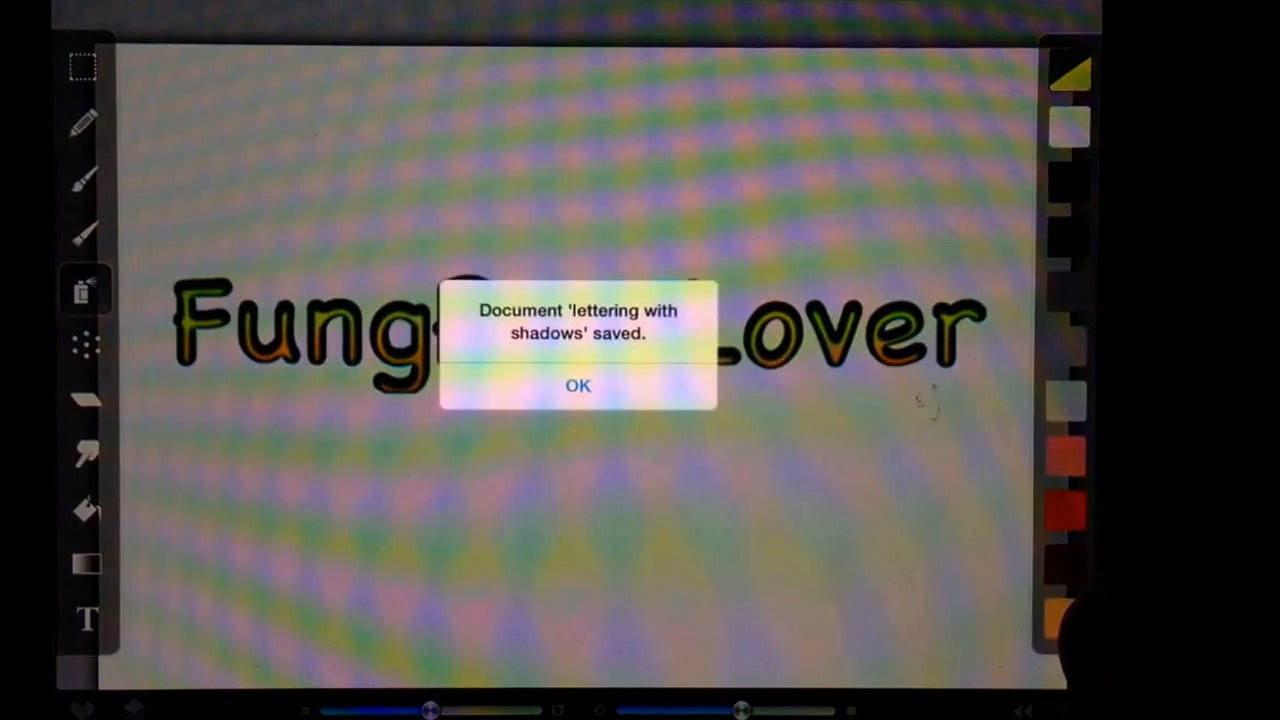 Fung
Lover
Document 'lettering with
shadows' saved.
OK
T